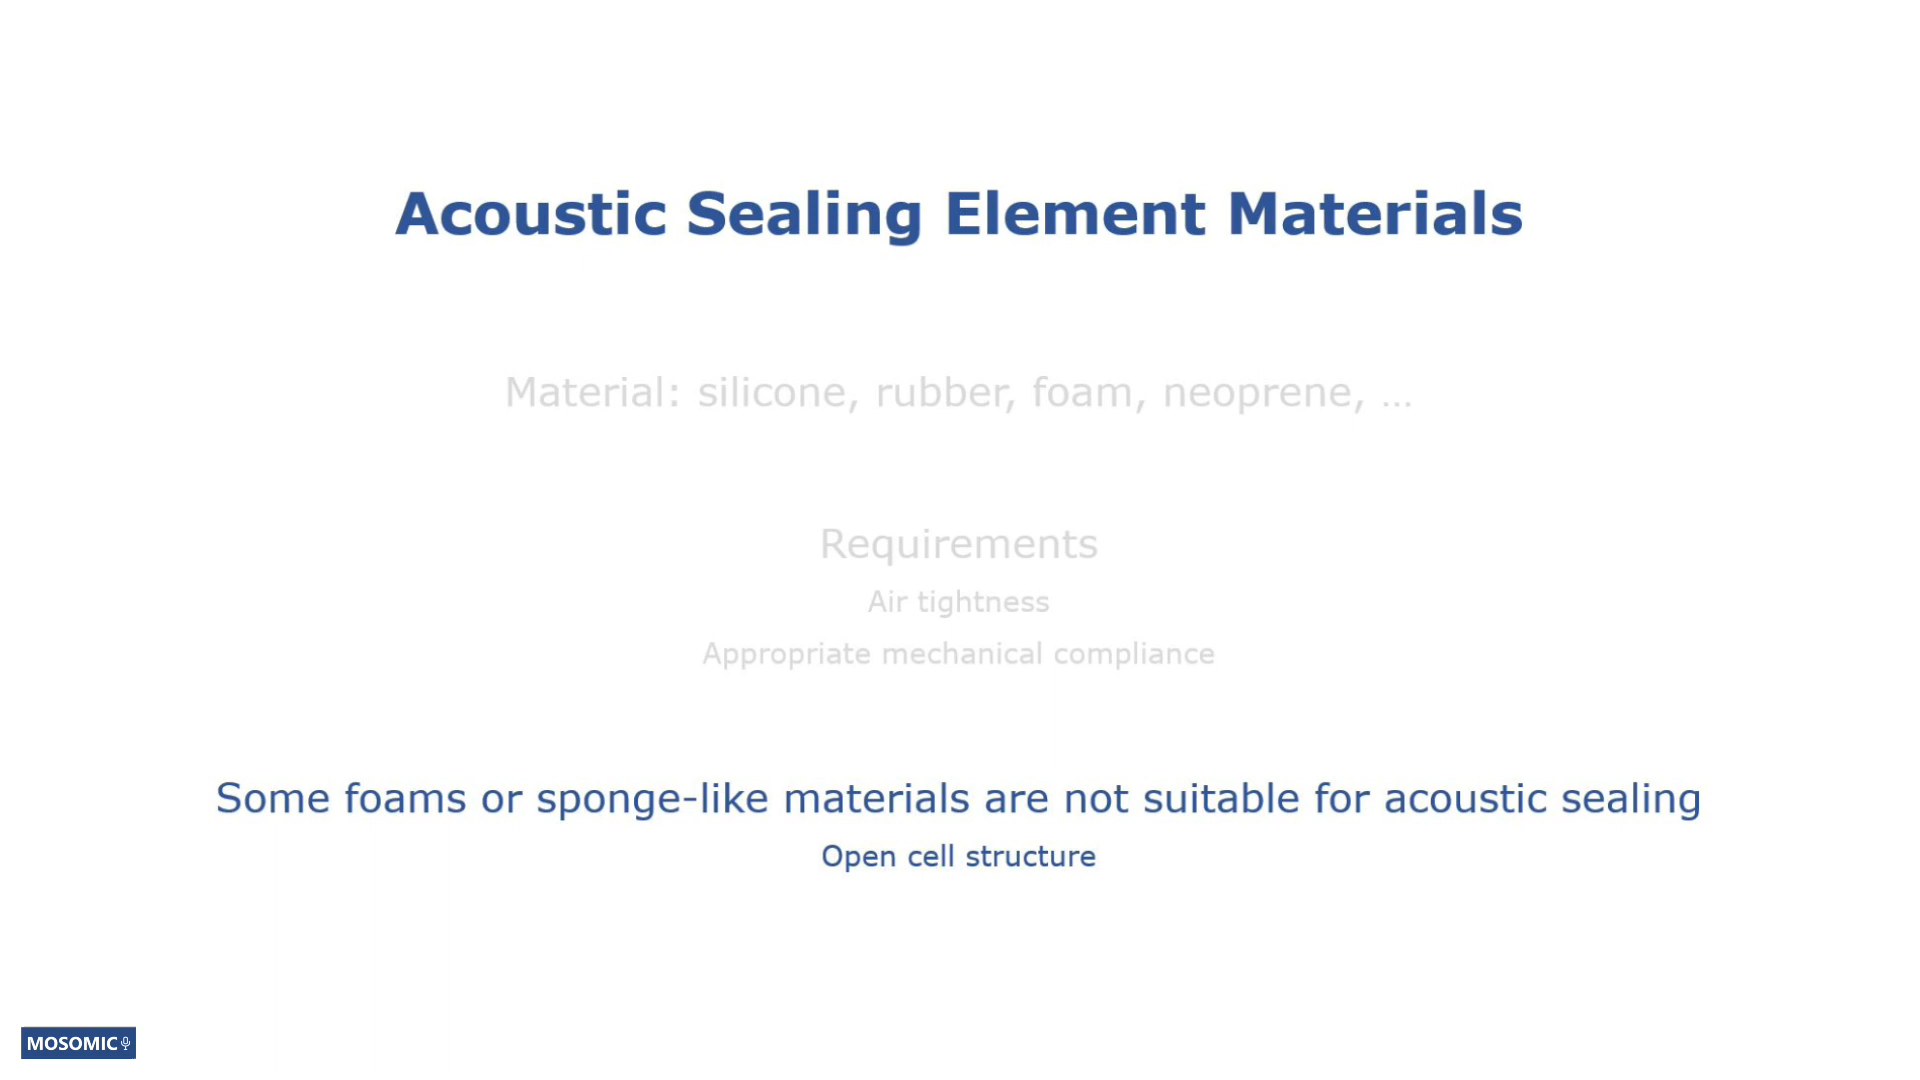 Acoustic Sealing Element Materials
Material: silicone, rubber, foam, neoprene, ...
Requirements
Air tightness
Appropriate mechanical compliance
Some foams or sponge-like materials are not suitable for acoustic sealing
Open cell structure
MOSOMIC